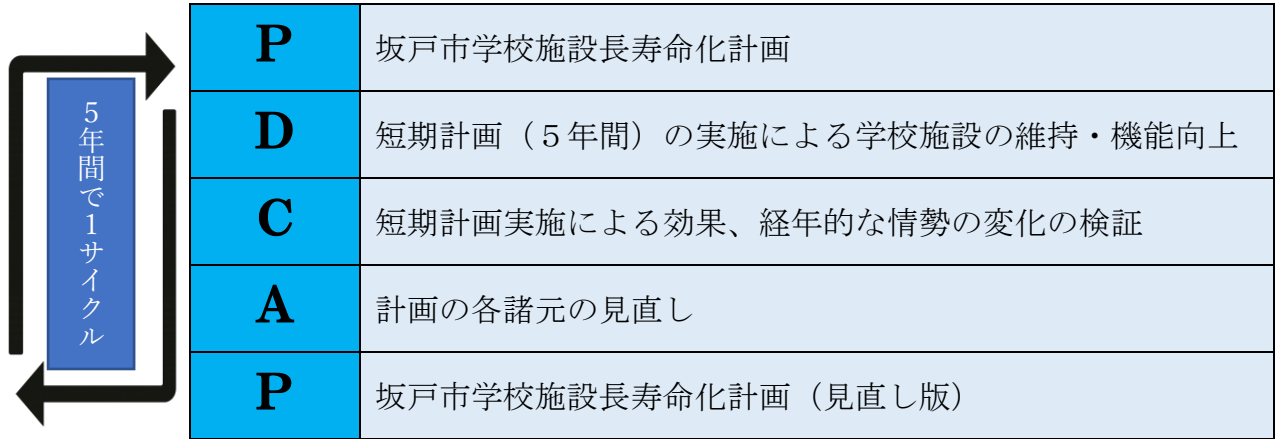 5年間で1サイクル
P
坂戸市学校施設長寿命化計画
D
短期計画（５年間）の実施による学校施設の維持・機能向上
C
短期計画実施による効果、経年的な情勢の変化の検証
A
計画の各諸元の見直し
P
坂戸市学校施設長寿命化計画（見直し版）